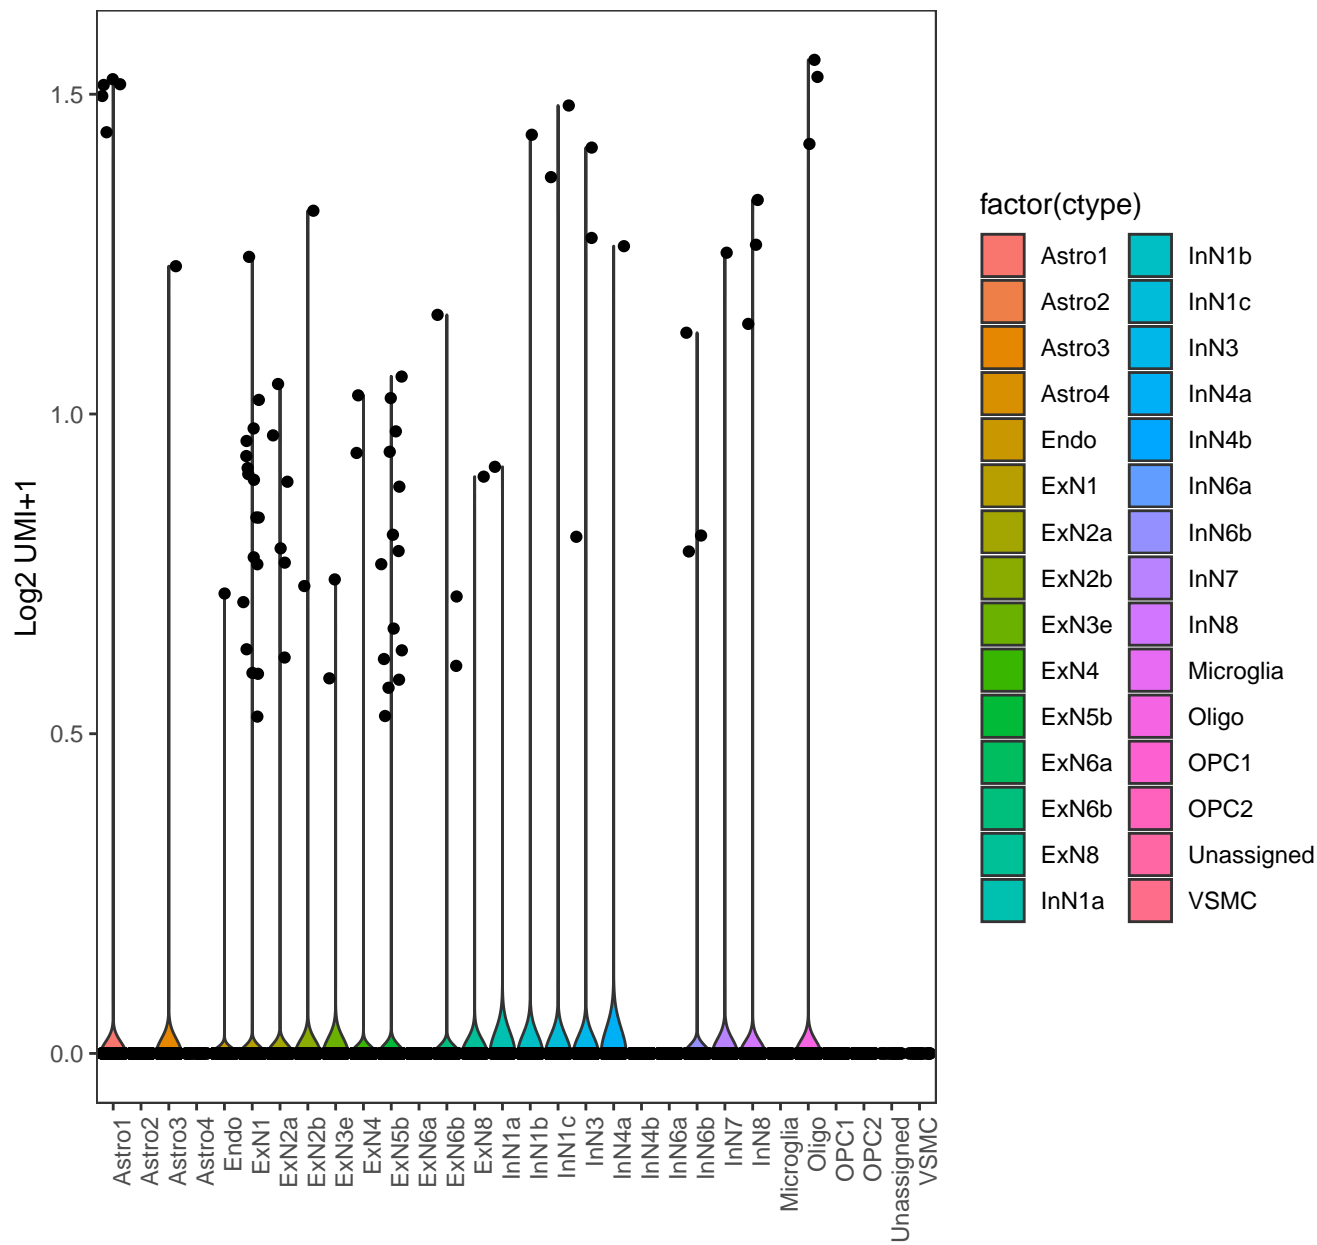 Log2 UMI+1
1.5
1.0
0.5
0.0
Astro1
Astro2
Astro3
Astro4
Endo
ExN1
ExN2a
ExN2b
ExN3e
ExN4
ExN5b
ExN6a
ExN6b
ExN8
InN1a
InN1b
InN1c
InN3
InN4a
InN4b
InN6a
InN6b
InN7
InN8
Microglia
Oligo
OPC1
OPC2
Unassigned
VSMC
factor(ctype)
Astro1
Astro2
Astro3
Astro4
Endo
ExN1
ExN2a
ExN2b
ExN3e
ExN4
ExN5b
ExN6a
ExN6b
ExN8
InN1a
InN1b
InN1c
InN3
InN4a
InN4b
InN6a
InN6b
InN7
InN8
Microglia
Oligo
OPC1
OPC2
Unassigned
VSMC